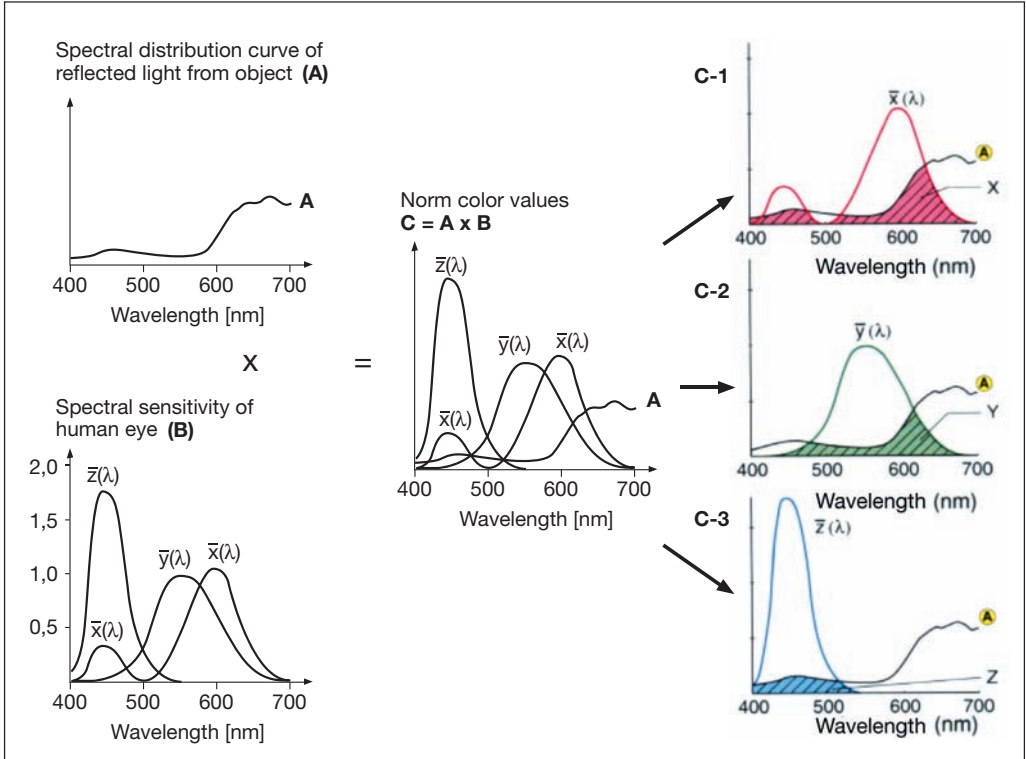 Spectral distribution curve of
reflected light from object (A)
A
400 500 600 700
Wavelength [nm]
X
=
Spectral sensitivity of
human eye (B)
2,0
1,5
1,0
0,5
z̅(λ)
y̅(λ)
x̅(λ)
x̅(λ)
400 500 600 700
Wavelength [nm]
Norm color values
C = A x B
z̅(λ)
y̅(λ)
x̅(λ)
x̅(λ)
A
400 500 600 700
Wavelength [nm]
C-1
x̅(λ)
A
X
400 500 600 700
Wavelength (nm)
C-2
y̅(λ)
A
Y
400 500 600 700
Wavelength (nm)
C-3
z̅(λ)
A
Z
400 500 600 700
Wavelength (nm)